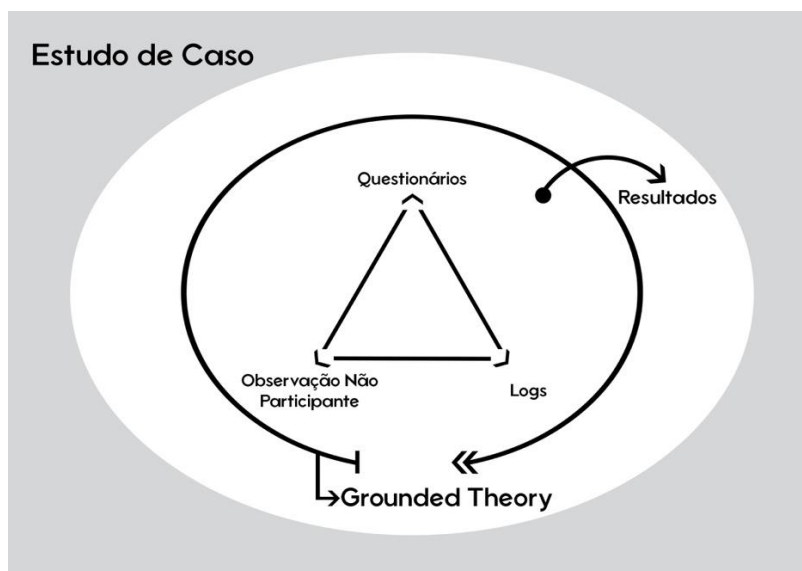 Estudo de Caso
Questionários
Resultados
Observação Não
Participante
Logs
Grounded Theory